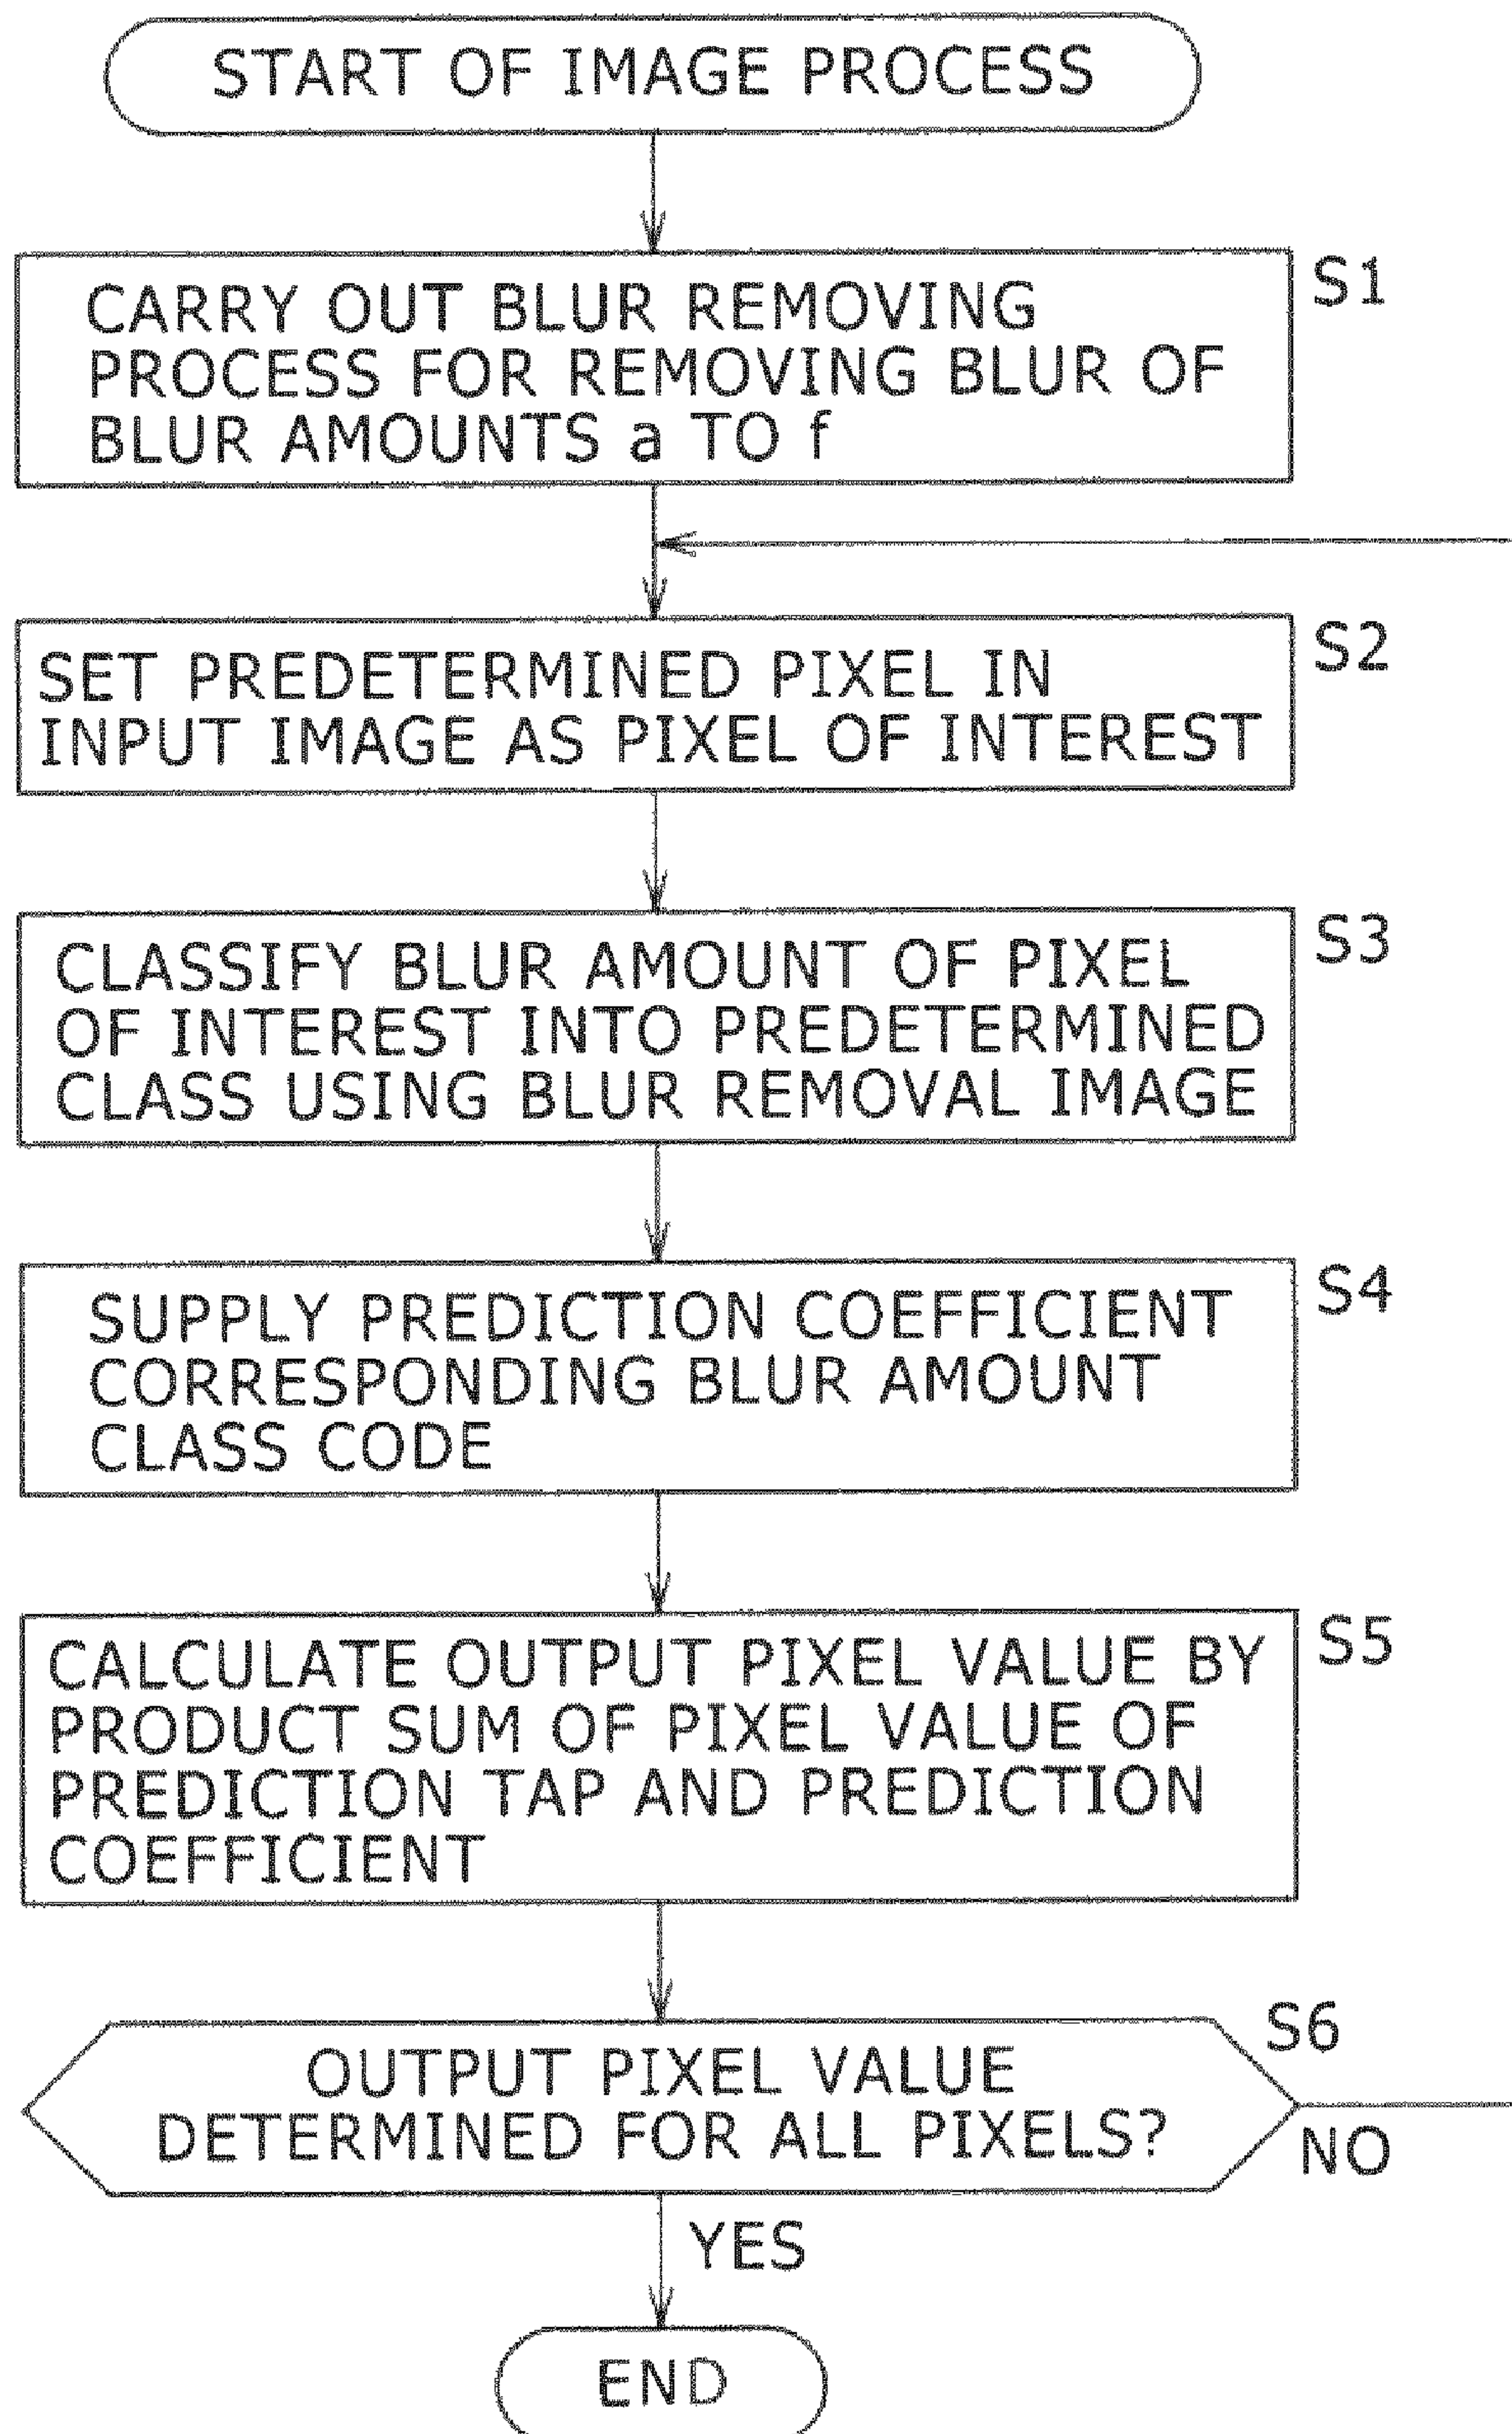 START OF IMAGE PROCESS
CARRY OUT BLUR REMOVING
PROCESS FOR REMOVING BLUR OF
BLUR AMOUNTS a TO f
S1
SET PREDETERMINED PIXEL IN
INPUT IMAGE AS PIXEL OF INTEREST
S2
CLASSIFY BLUR AMOUNT OF PIXEL
OF INTEREST INTO PREDETERMINED
CLASS USING BLUR REMOVAL IMAGE
S3
SUPPLY PREDICTION COEFFICIENT
CORRESPONDING BLUR AMOUNT
CLASS CODE
S4
CALCULATE OUTPUT PIXEL VALUE BY
PRODUCT SUM OF PIXEL VALUE OF
PREDICTION TAP AND PREDICTION
COEFFICIENT
S5
OUTPUT PIXEL VALUE
DETERMINED FOR ALL PIXELS?
S6
NO
YES
END